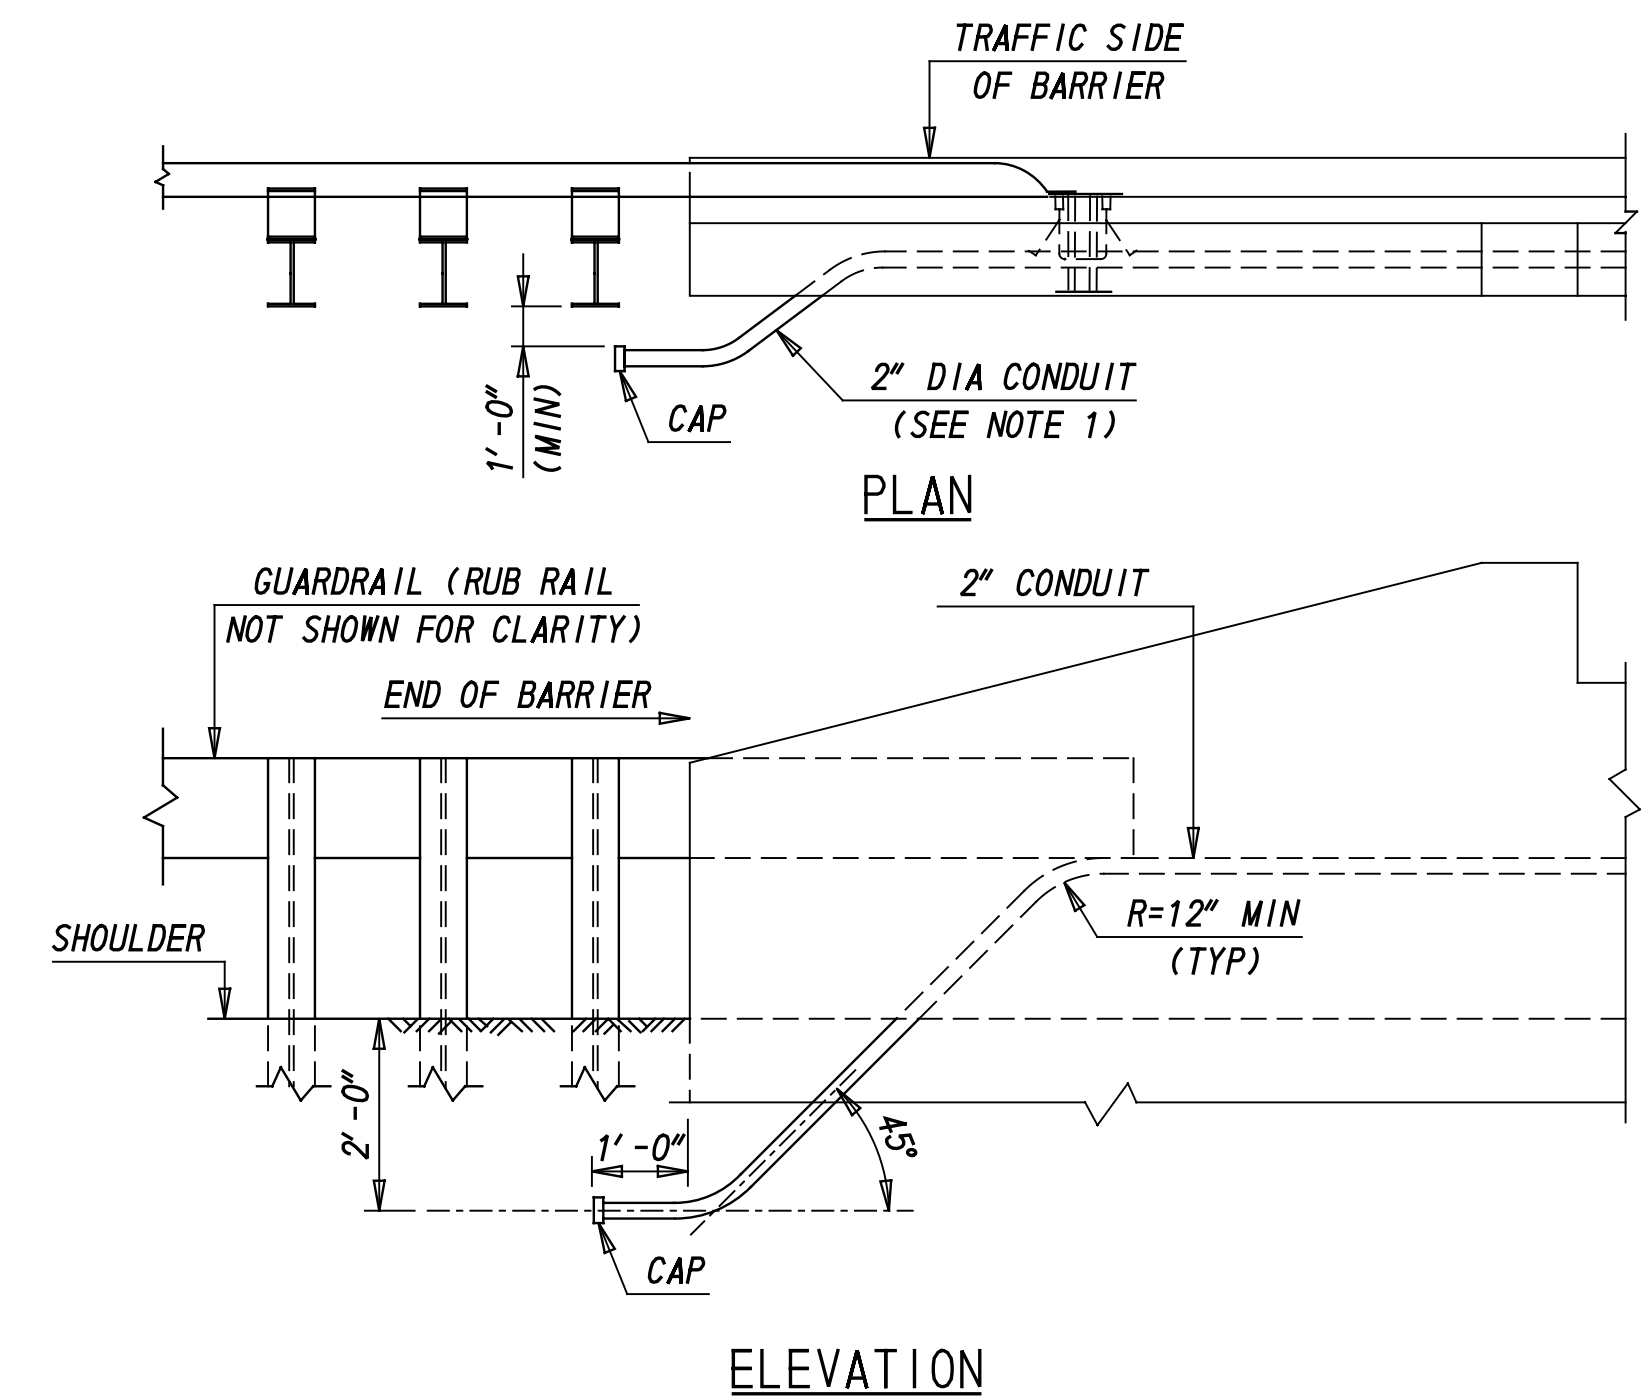 TRAFFIC SIDE
OF BARRIER
2" DIA CONDUIT
(SEE NOTE 1)
CAP
1'-0"
(MIN)
PLAN
GUARDRAIL (RUB RAIL
NOT SHOWN FOR CLARITY)
2" CONDUIT
END OF BARRIER
R=12" MIN
(TYP)
SHOULDER
2'-0"
1'-0"
45°
CAP
ELEVATION